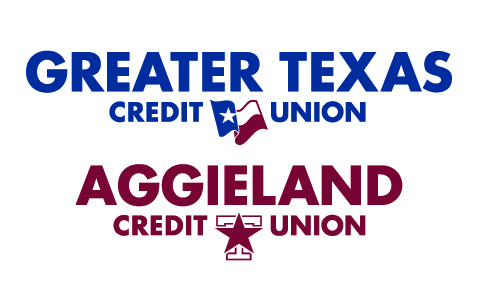 GREATER TEXAS
CREDIT UNION
AGGIELAND
CREDIT UNION